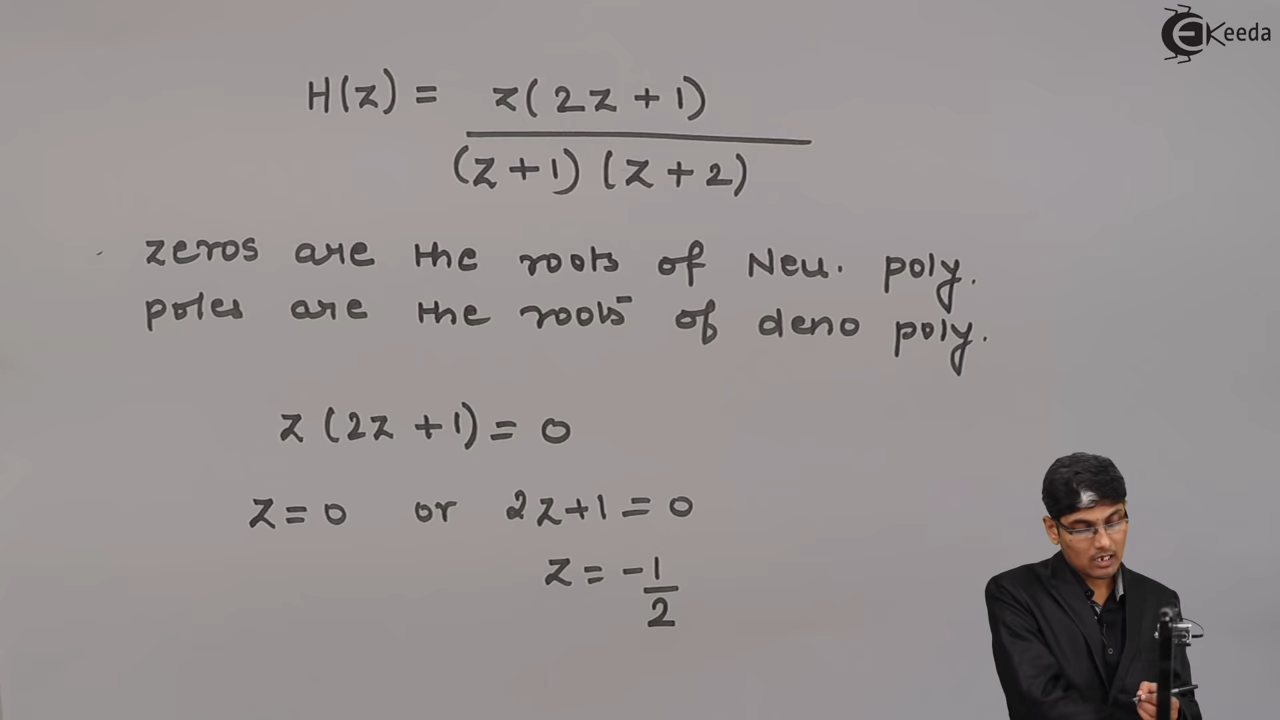 Keeda
H(z) = z(2z+1)
(z+1) (z+2)
zeros are the roots of Neu. poly.
poles are the roots of deno poly.
z (2z +1) = 0
z = 0 or 2z+1 = 0
z = -1
2